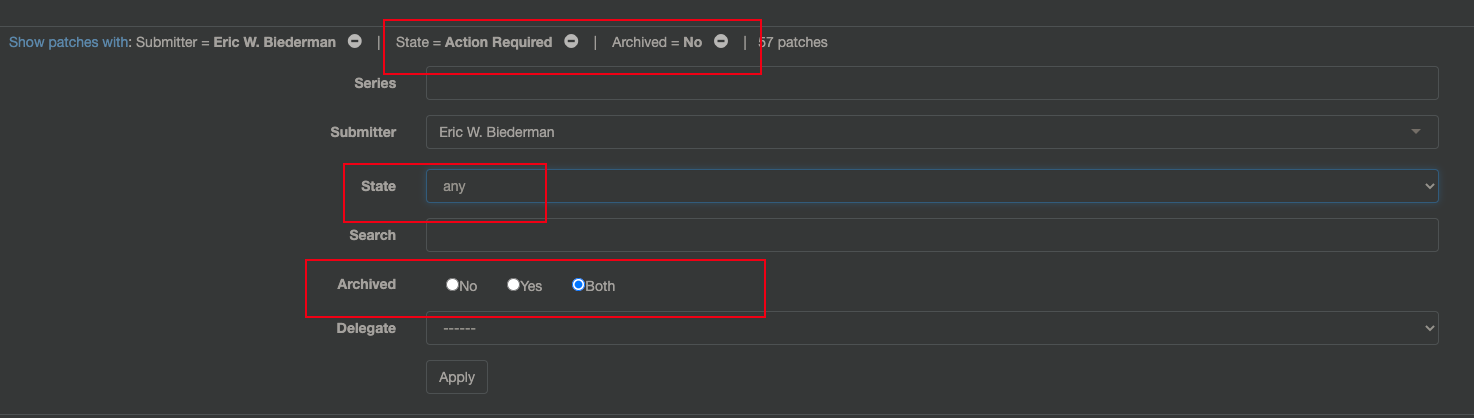 Show patches with: Submitter = Eric W. Biederman | State = Action Required | Archived = No | 57 patches
Series
Submitter Eric W. Biederman
State any
Search
Archived No Yes Both
Delegate ------
Apply